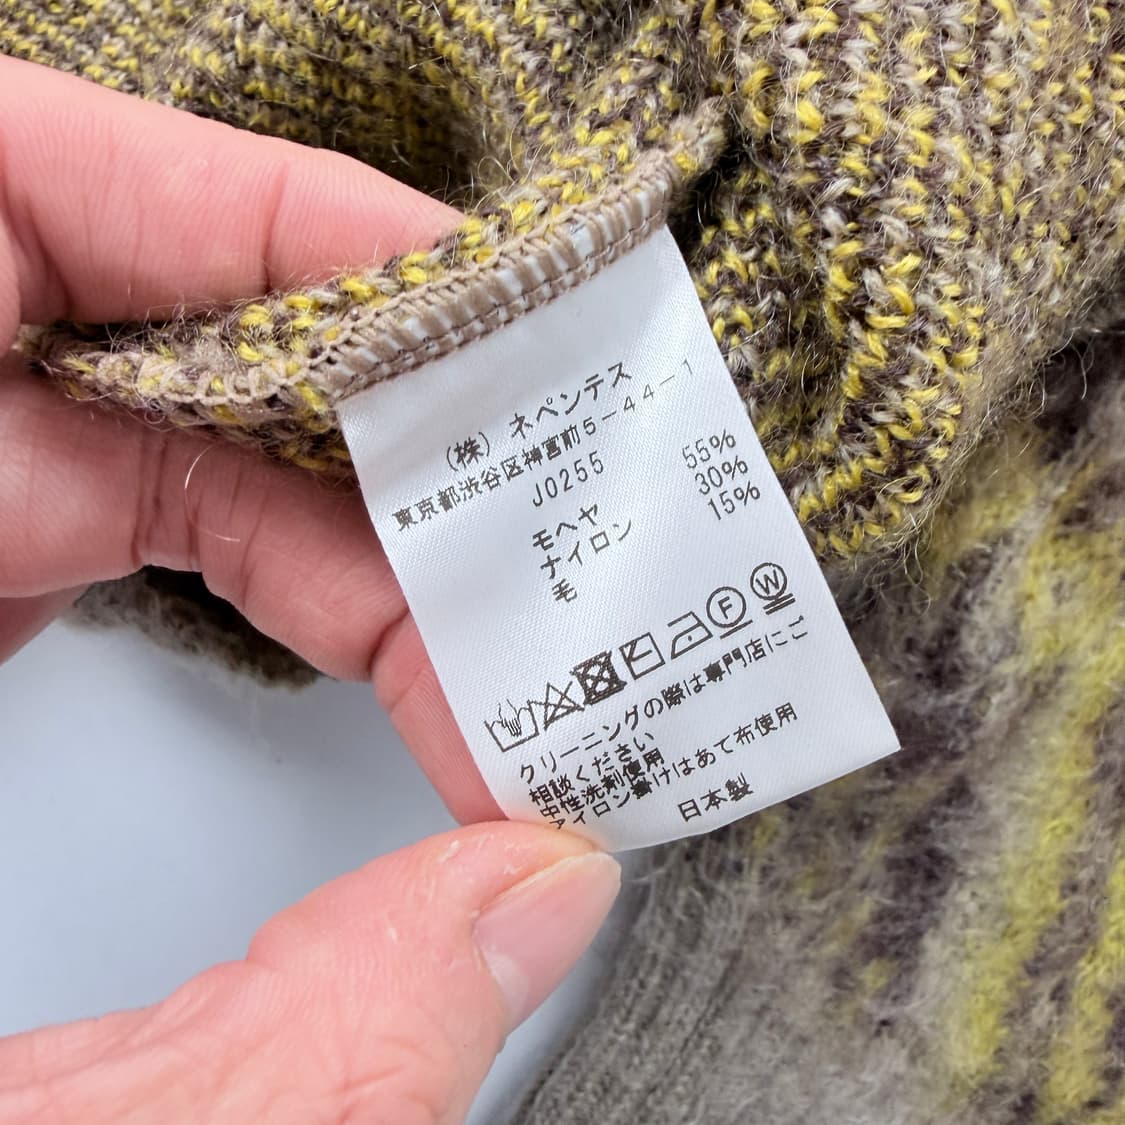 (株) ネペンテス
東京都渋谷区神宮前5-44-1
J0255
モヘヤ 55%
ナイロン 30%
毛 15%
F W
クリーニングの際は専門店にご
相談ください
中性洗剤使用
アイロン掛けはあて布使用
日本製